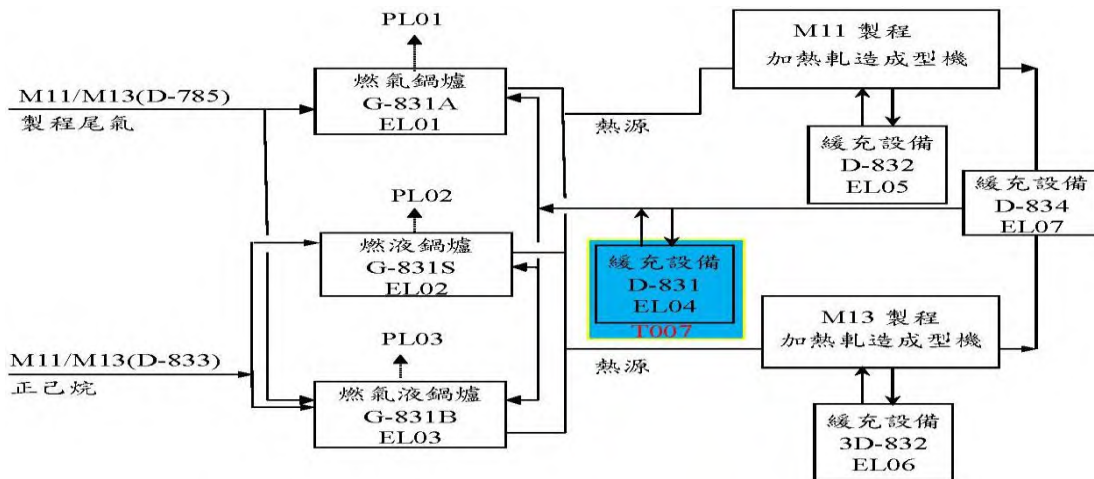 PL01
燃氣鍋爐
G-831A
EL01
M11/M13(D-785)
製程尾氣
M11 製程
加熱軋造成型機
熱源
緩充設備
D-832
EL05
PL02
燃液鍋爐
G-831S
EL02
緩充設備
D-831
EL04
T007
緩充設備
D-834
EL07
M11/M13(D-833)
正己烷
PL03
燃氣液鍋爐
G-831B
EL03
熱源
M13 製程
加熱軋造成型機
緩充設備
3D-832
EL06